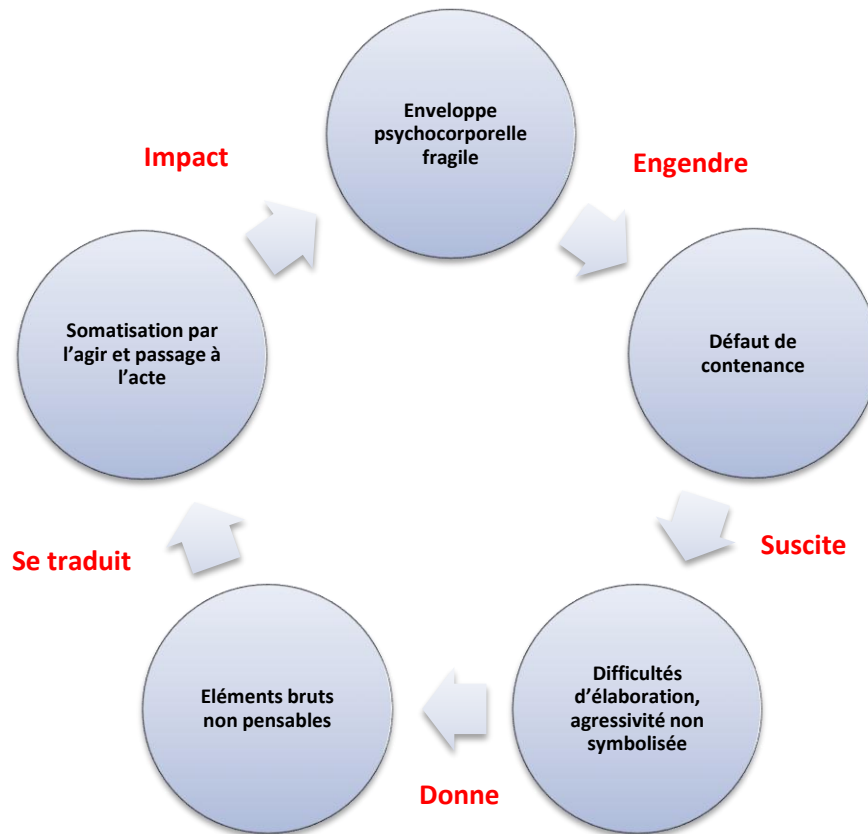 Enveloppe
psychocorporelle
fragile
Engendre
Défaut de
contenance
Suscite
Difficultés
d’élaboration,
agressivité non
symbolisée
Donne
Eléments bruts
non pensables
Se traduit
Somatisation par
l’agir et passage à
l’acte
Impact